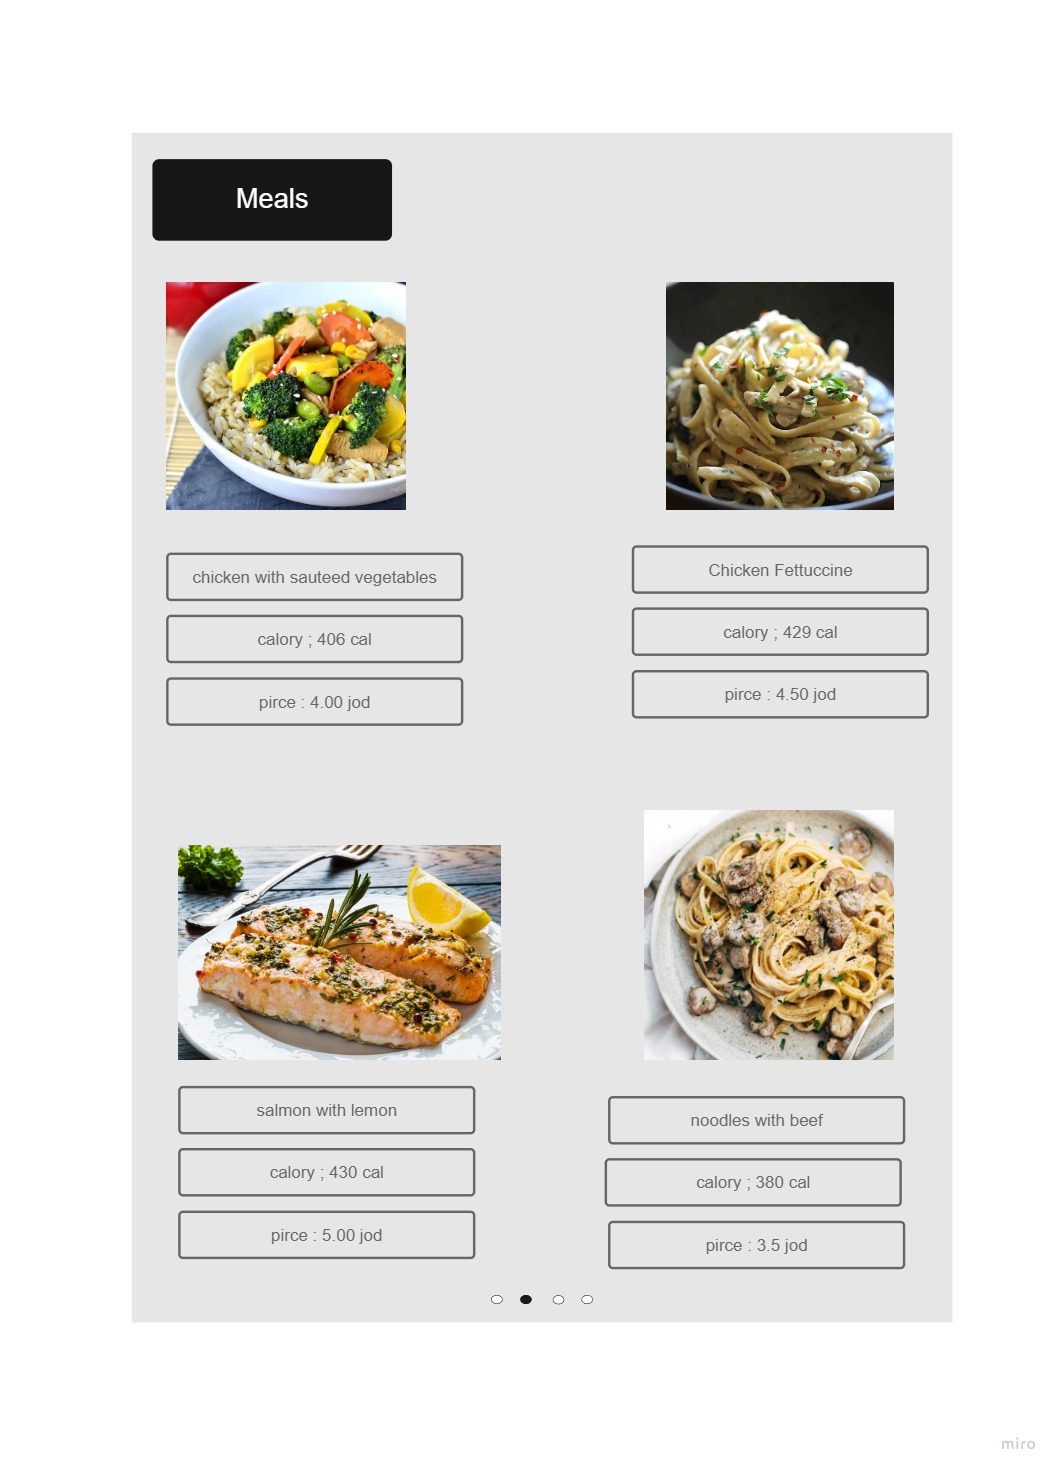 Meals
chicken with sauteed vegetables
calory ; 406 cal
pirce : 4.00 jod
Chicken Fettuccine
calory ; 429 cal
pirce : 4.50 jod
salmon with lemon
calory ; 430 cal
pirce : 5.00 jod
noodles with beef
calory ; 380 cal
pirce : 3.5 jod
miro